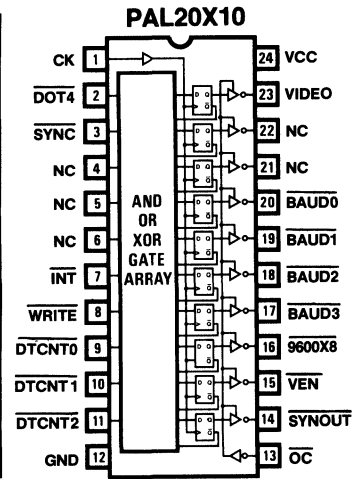 PAL20X10
CK 1 24 VCC
DOT4 2 23 VIDEO
SYNC 3 22 NC
NC 4 21 NC
NC 5 AND 20 BAUD0
OR
NC 6 XOR 19 BAUD1
GATE
INT 7 ARRAY 18 BAUD2
WRITE 8 17 BAUD3
DTCNT0 9 16 9600X8
DTCNT1 10 15 VEN
DTCNT2 11 14 SYNOUT
GND 12 13 OC